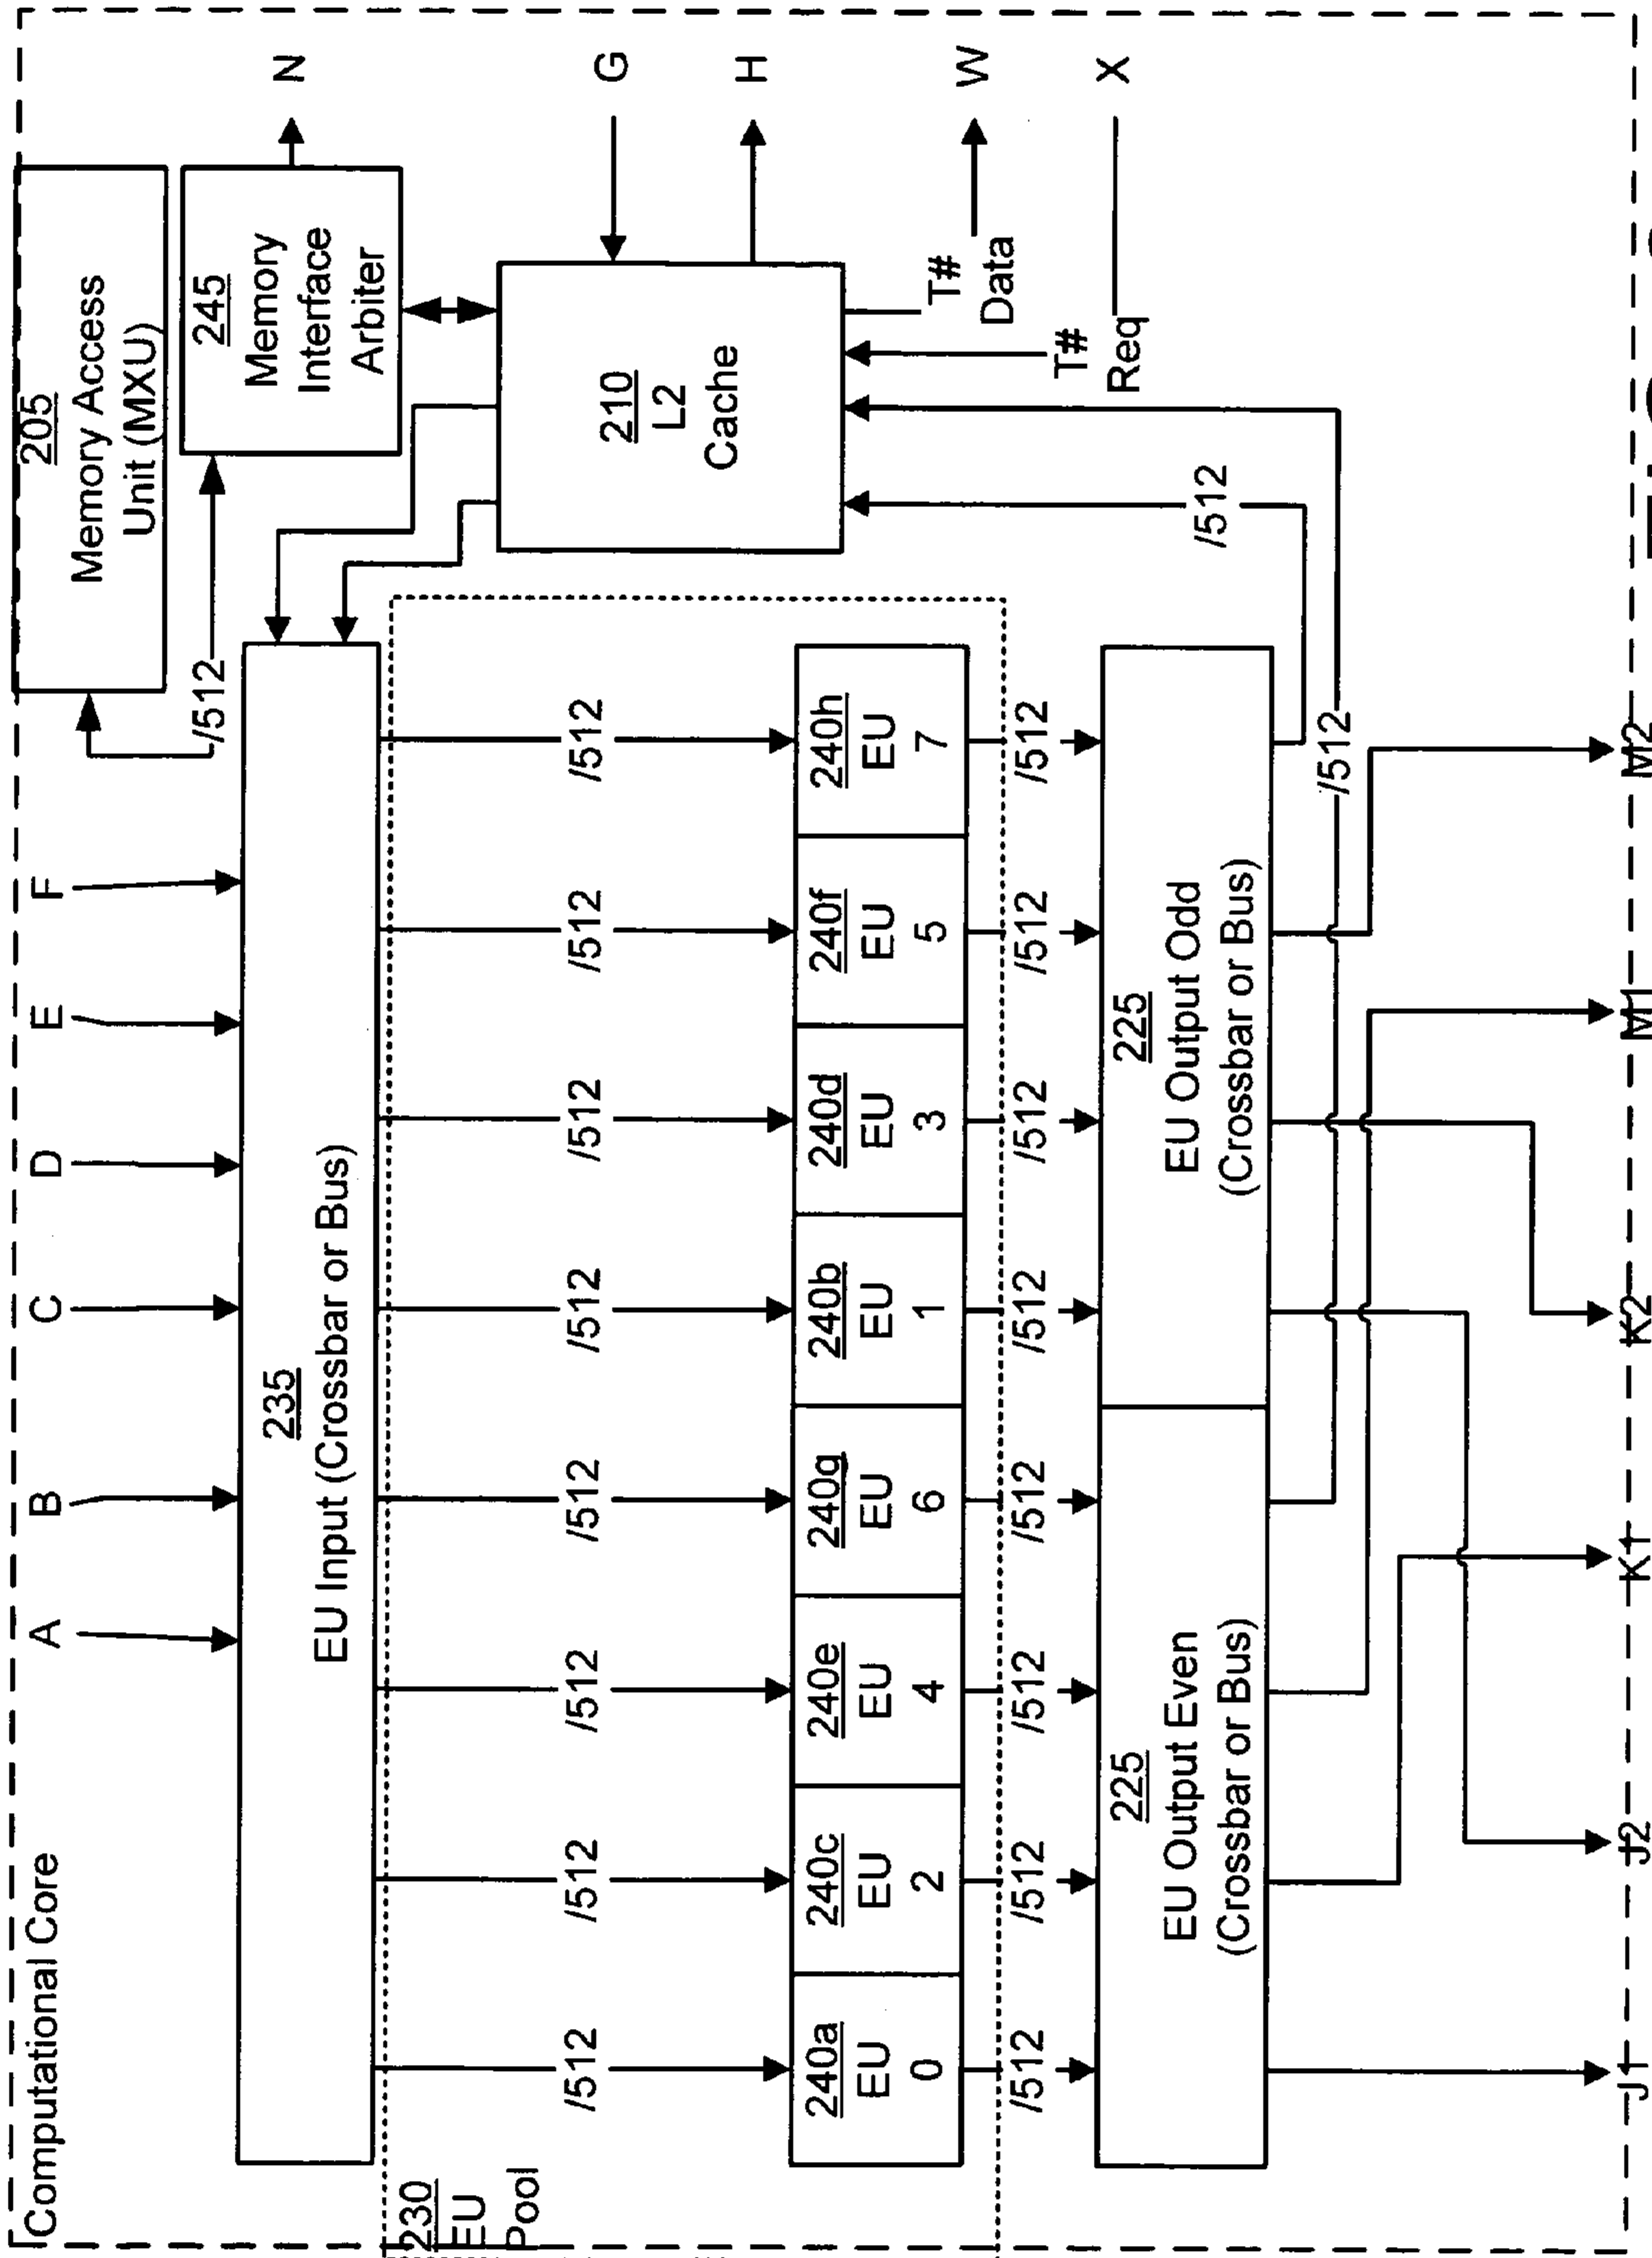 Computational Core
A
B
C
D
E
F
205
Memory Access
Unit (MXU)
245
Memory
Interface
Arbiter
N
/512
235
EU Input (Crossbar or Bus)
G
H
210
L2
Cache
T#
Data
W
T#
Req
X
230
EU
Pool
/512
/512
/512
/512
/512
/512
/512
/512
240a
EU
0
240c
EU
2
240e
EU
4
240g
EU
6
240b
EU
1
240d
EU
3
240f
EU
5
240h
EU
7
/512
/512
/512
/512
/512
/512
/512
/512
225
EU Output Even
(Crossbar or Bus)
225
EU Output Odd
(Crossbar or Bus)
/512
/512
J1
J2
K1
K2
M1
M2